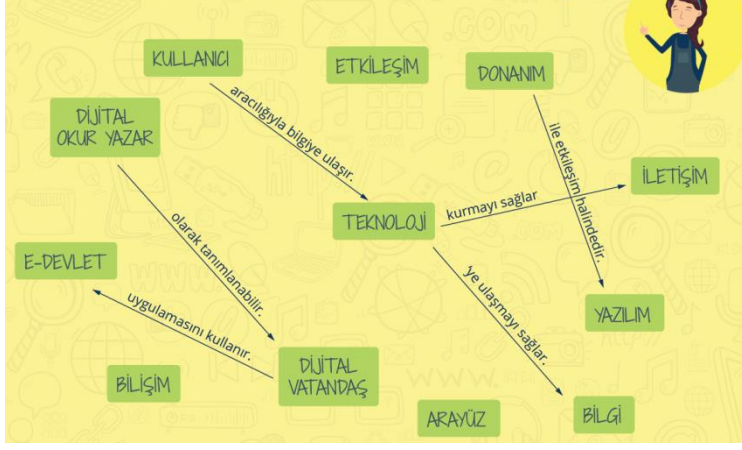 KULLANICI
ETKİLEŞİM
DONANIM
DİJİTAL
OKUR YAZAR
aracılığıyla bilgiye ulaşır.
ile etkileşim halindedir.
İLETİŞİM
TEKNOLOJİ
kurmayı sağlar
olarak tanımlanabilir.
E-DEVLET
uygulamasını kullanır.
'ye ulaşmayı sağlar.
YAZILIM
DİJİTAL
VATANDAŞ
BİLİŞİM
ARAYÜZ
BİLGİ